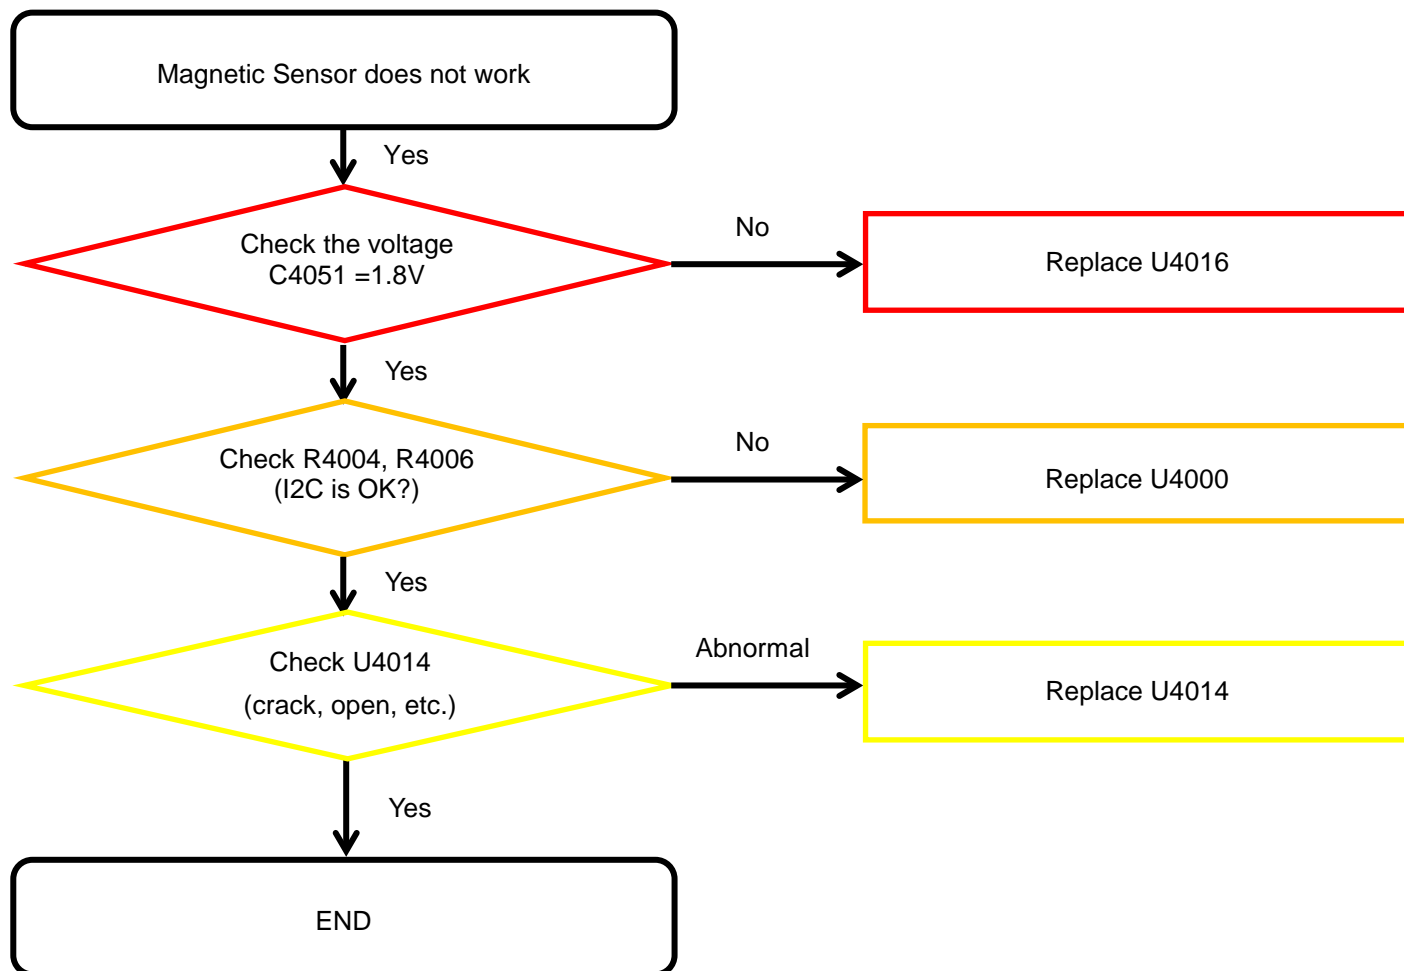 Magnetic Sensor does not work
Yes
Check the voltage
C4051 =1.8V
No
Replace U4016
Yes
Check R4004, R4006
(I2C is OK?)
No
Replace U4000
Yes
Check U4014
(crack, open, etc.)
Abnormal
Replace U4014
Yes
END